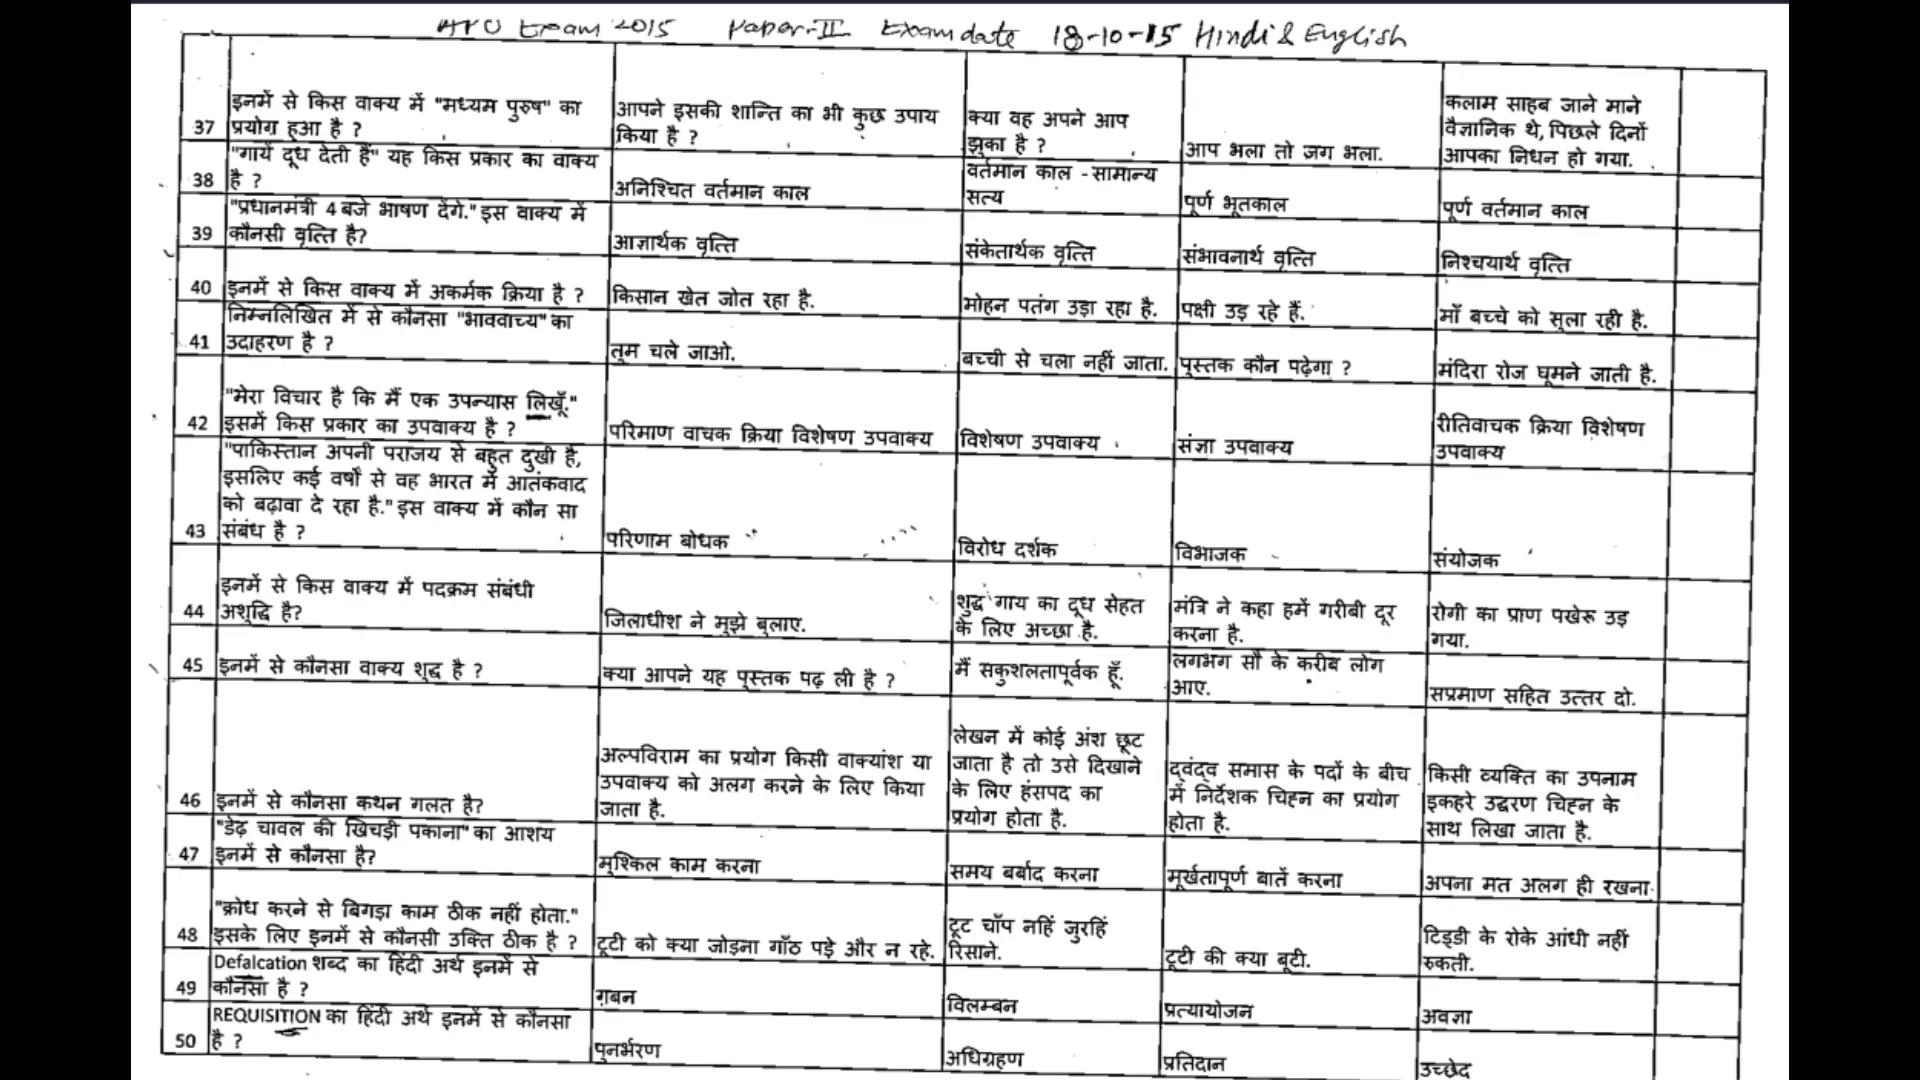 APO Exam 2015 Paper-II Exam date 18-10-15 Hindi & English
37 इनमें से किस वाक्य में "मध्यम पुरुष" का प्रयोग हुआ है ? आपने इसकी शान्ति का भी कुछ उपाय किया है ? क्या वह अपने आप झुका है ? आप भला तो जग भला. कलाम साहब जाने माने वैज्ञानिक थे, पिछले दिनों आपका निधन हो गया.
38 "गायें दूध देती हैं" यह किस प्रकार का वाक्य है ? अनिश्चित वर्तमान काल वर्तमान काल - सामान्य सत्य पूर्ण भूतकाल पूर्ण वर्तमान काल
39 "प्रधानमंत्री 4 बजे भाषण देंगे." इस वाक्य में कौनसी वृत्ति है? आज्ञार्थक वृत्ति संकेतार्थक वृत्ति संभावनार्थ वृत्ति निश्चयार्थ वृत्ति
40 इनमें से किस वाक्य में अकर्मक क्रिया है ? किसान खेत जोत रहा है. मोहन पतंग उड़ा रहा है. पक्षी उड़ रहे हैं. माँ बच्चे को सुला रही है.
41 निम्नलिखित में से कौनसा "भाववाच्य" का उदाहरण है ? तुम चले जाओ. बच्ची से चला नहीं जाता. पुस्तक कौन पढ़ेगा ? मंदिरा रोज घूमने जाती है.
42 "मेरा विचार है कि मैं एक उपन्यास लिखूँ." इसमें किस प्रकार का उपवाक्य है ? परिमाण वाचक क्रिया विशेषण उपवाक्य विशेषण उपवाक्य संज्ञा उपवाक्य रीतिवाचक क्रिया विशेषण उपवाक्य
43 "पाकिस्तान अपनी पराजय से बहुत दुखी है, इसलिए कई वर्षों से वह भारत में आतंकवाद को बढ़ावा दे रहा है." इस वाक्य में कौन सा संबंध है ? परिणाम बोधक विरोध दर्शक विभाजक संयोजक
44 इनमें से किस वाक्य में पदक्रम संबंधी अशुद्धि है? जिलाधीश ने मुझे बुलाए. शुद्ध गाय का दूध सेहत के लिए अच्छा है. मंत्रि ने कहा हमें गरीबी दूर करना है. रोगी का प्राण पखेरू उड़ गया.
45 इनमें से कौनसा वाक्य शुद्ध है ? क्या आपने यह पुस्तक पढ़ ली है ? मैं सकुशलतापूर्वक हूँ. लगभग सौ के करीब लोग आए. सप्रमाण सहित उत्तर दो.
46 इनमें से कौनसा कथन गलत है? अल्पविराम का प्रयोग किसी वाक्यांश या उपवाक्य को अलग करने के लिए किया जाता है. लेखन में कोई अंश छूट जाता है तो उसे दिखाने के लिए हंसपद का प्रयोग होता है. द्वंद्व समास के पदों के बीच में निर्देशक चिह्न का प्रयोग होता है. किसी व्यक्ति का उपनाम इकहरे उद्धरण चिह्न के साथ लिखा जाता है.
47 "डेढ़ चावल की खिचड़ी पकाना" का आशय इनमें से कौनसा है? मुश्किल काम करना समय बर्बाद करना मूर्खतापूर्ण बातें करना अपना मत अलग ही रखना
48 "क्रोध करने से बिगड़ा काम ठीक नहीं होता." इसके लिए इनमें से कौनसी उक्ति ठीक है ? टूटी को क्या जोड़ना गाँठ पड़े और न रहे. टूट चाँप नहिं जुरहिं रिसाने. टूटी की क्या बूटी. टिड्डी के रोके आंधी नहीं रुकती.
49 Defalcation शब्द का हिंदी अर्थ इनमें से कौनसा है ? ग़बन विलम्बन प्रत्यायोजन अवज्ञा
50 REQUISITION का हिंदी अर्थ इनमें से कौनसा है ? पुनर्भरण अधिग्रहण प्रतिदान उच्छेद